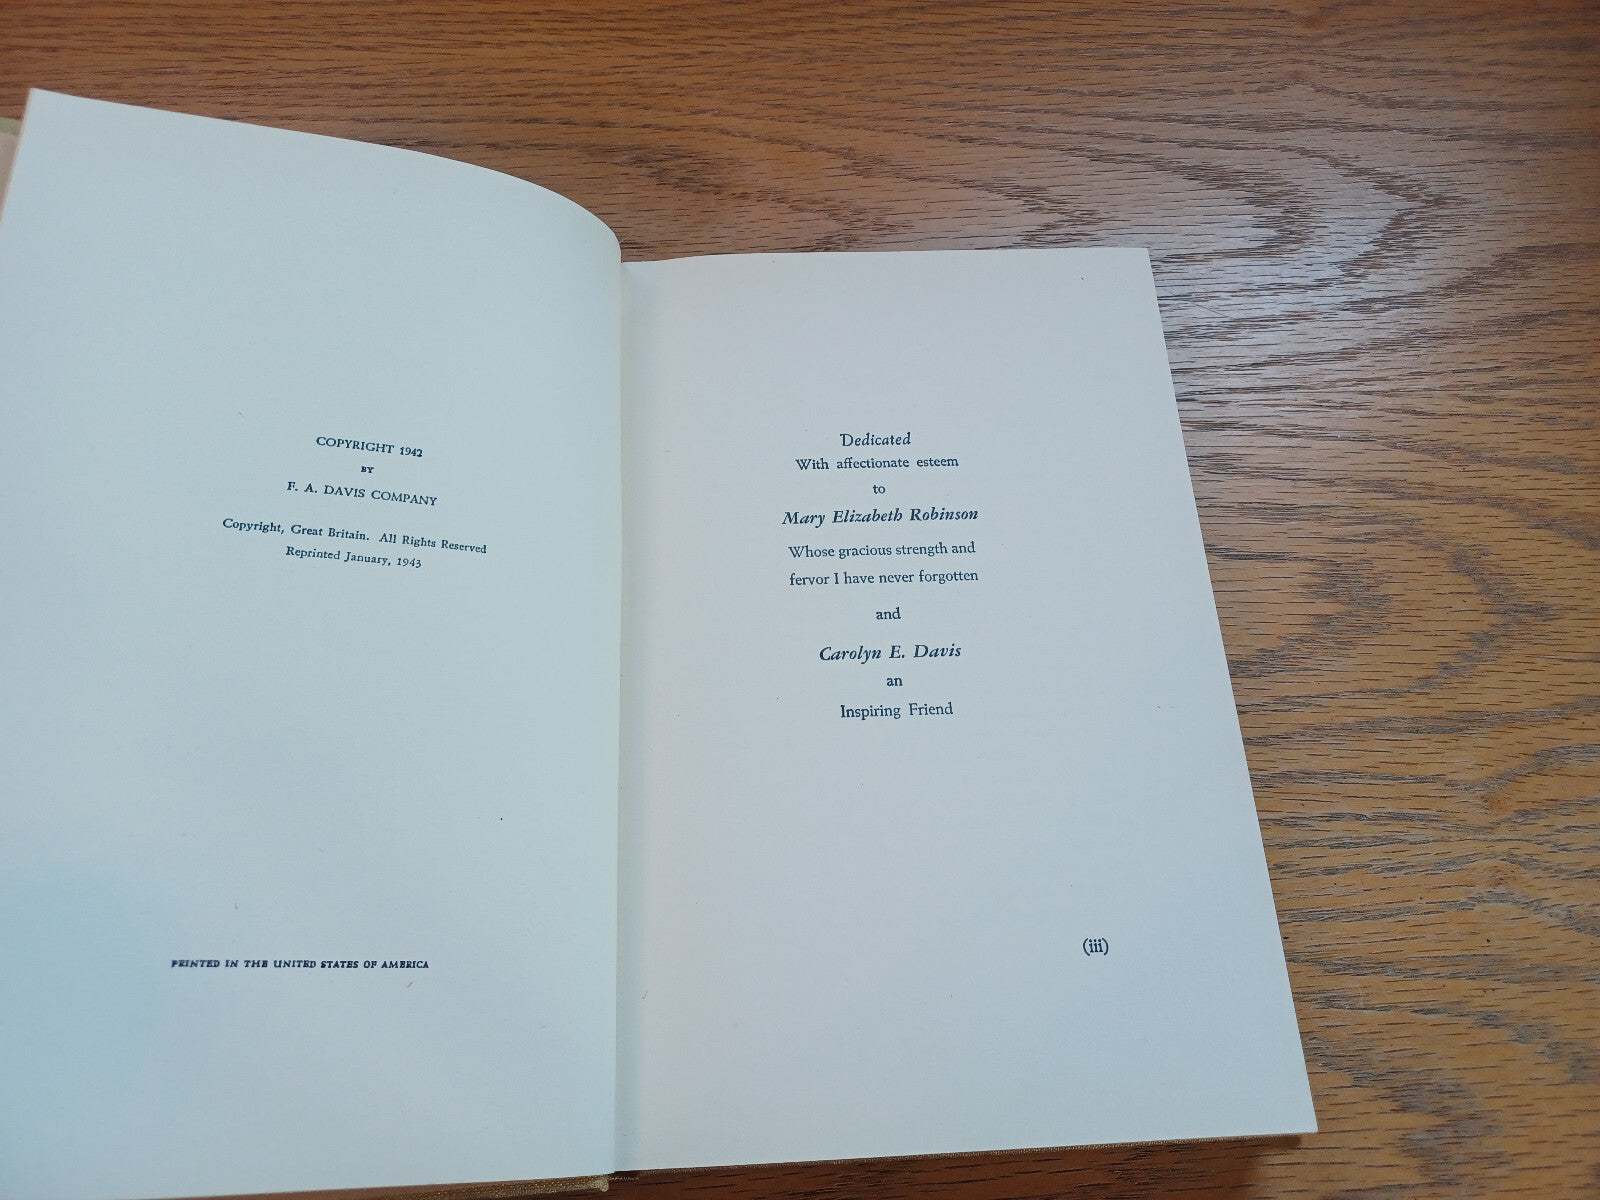 COPYRIGHT 1942
BY
F. A. DAVIS COMPANY
Copyright, Great Britain. All Rights Reserved
Reprinted January, 1943
PRINTED IN THE UNITED STATES OF AMERICA
Dedicated
With affectionate esteem
to
Mary Elizabeth Robinson
Whose gracious strength and
fervor I have never forgotten
and
Carolyn E. Davis
an
Inspiring Friend
(iii)